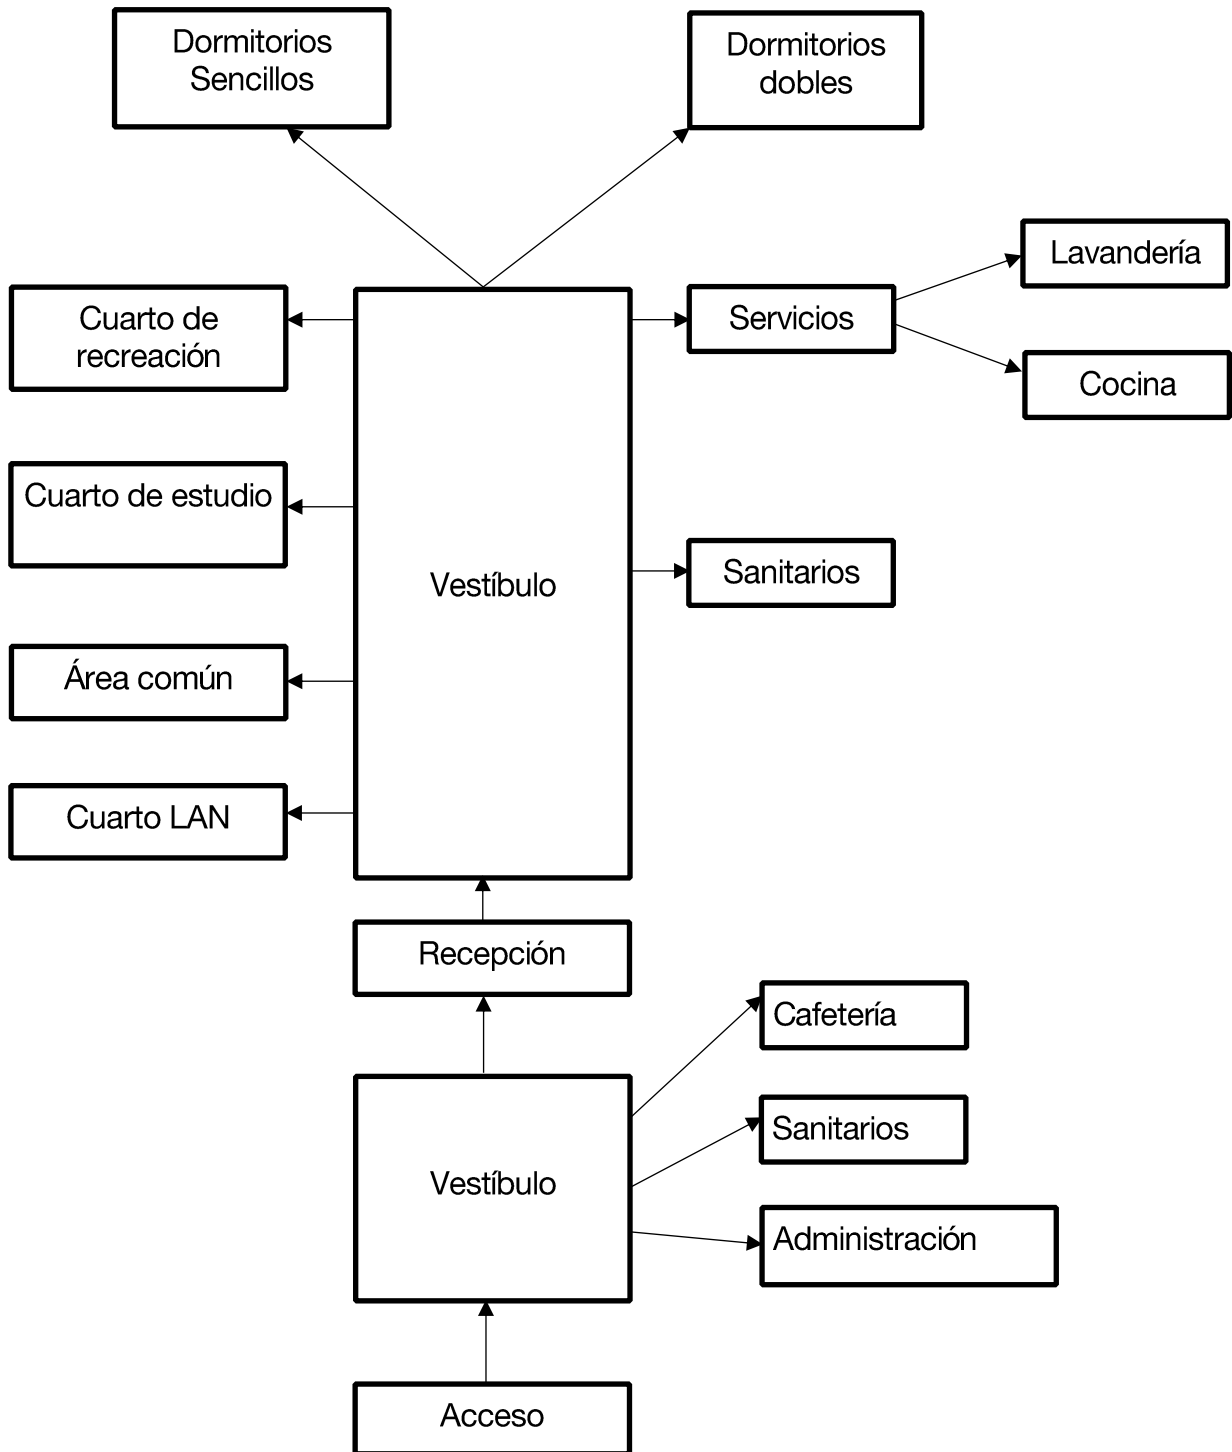 Dormitorios
Sencillos
Dormitorios
dobles
Lavandería
Cuarto de
recreación
Servicios
Cocina
Cuarto de estudio
Vestíbulo
Sanitarios
Área común
Cuarto LAN
Recepción
Cafetería
Sanitarios
Vestíbulo
Administración
Acceso